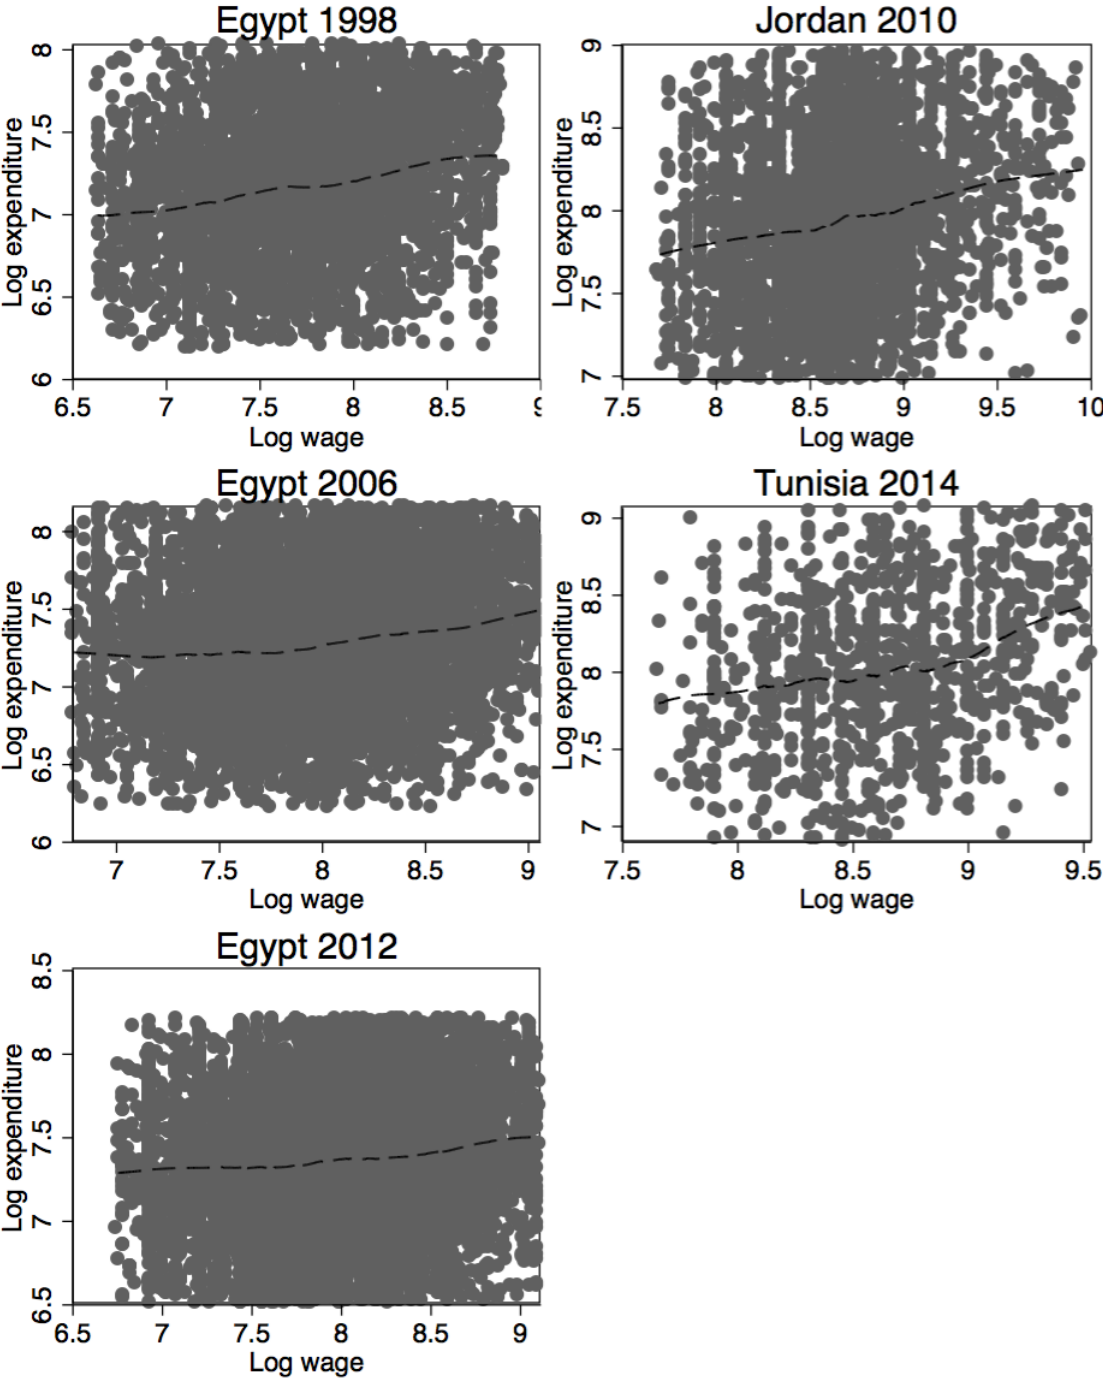 Egypt 1998
8
7.5
7
6.5
6
Log expenditure
6.5 7 7.5 8 8.5
Log wage
Jordan 2010
9
8.5
8
7.5
7
Log expenditure
7.5 8 8.5 9 9.5 10
Log wage
Egypt 2006
8
7.5
7
6.5
6
Log expenditure
7 7.5 8 8.5 9
Log wage
Tunisia 2014
9
8.5
8
7.5
7
Log expenditure
7.5 8 8.5 9 9.5
Log wage
Egypt 2012
8.5
8
7.5
7
6.5
Log expenditure
6.5 7 7.5 8 8.5 9
Log wage